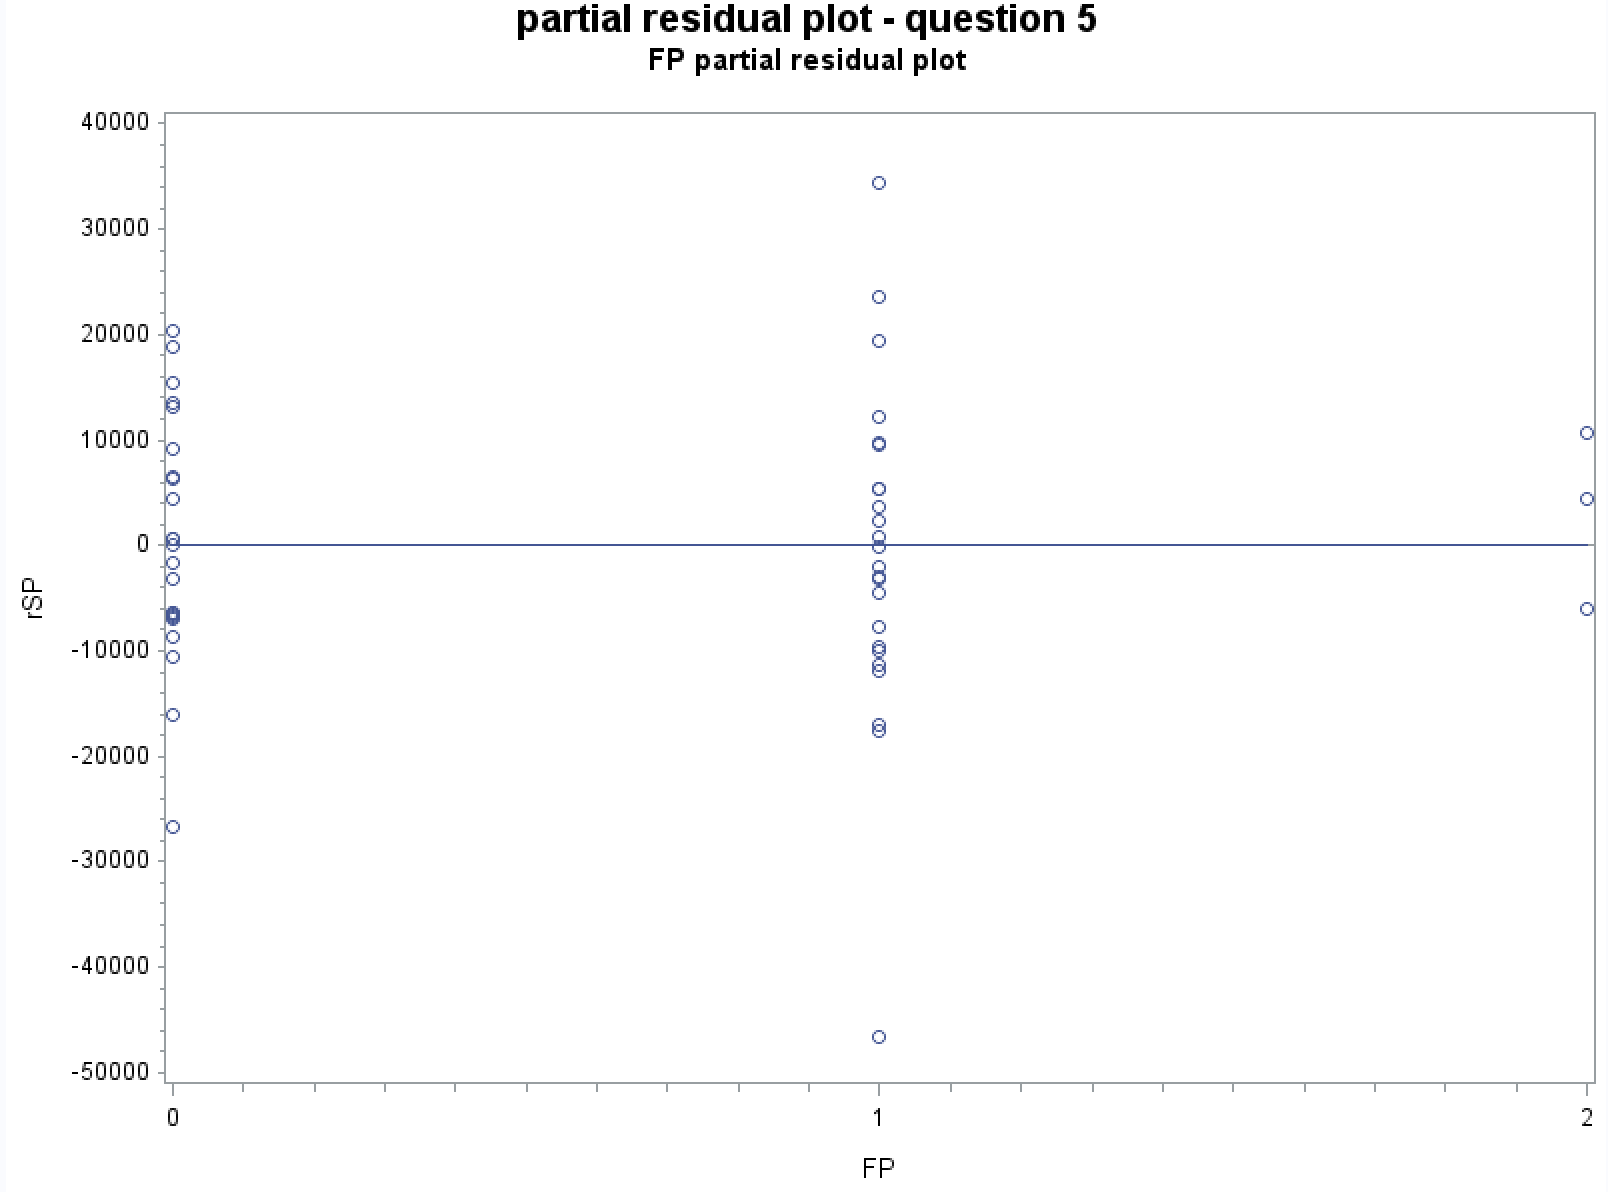 partial residual plot - question 5
FP partial residual plot
40000
30000
20000
10000
0
-10000
-20000
-30000
-40000
-50000
rSP
0 1 2
FP